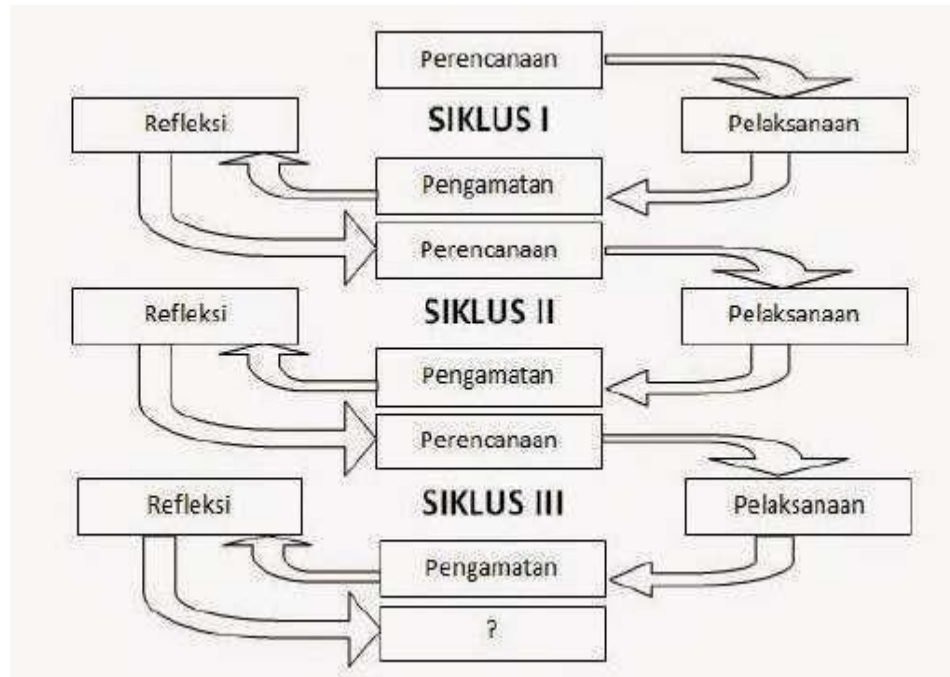 Perencanaan
Refleksi
SIKLUS I
Pelaksanaan
Pengamatan
Perencanaan
Refleksi
SIKLUS II
Pelaksanaan
Pengamatan
Perencanaan
Refleksi
SIKLUS III
Pelaksanaan
Pengamatan
?